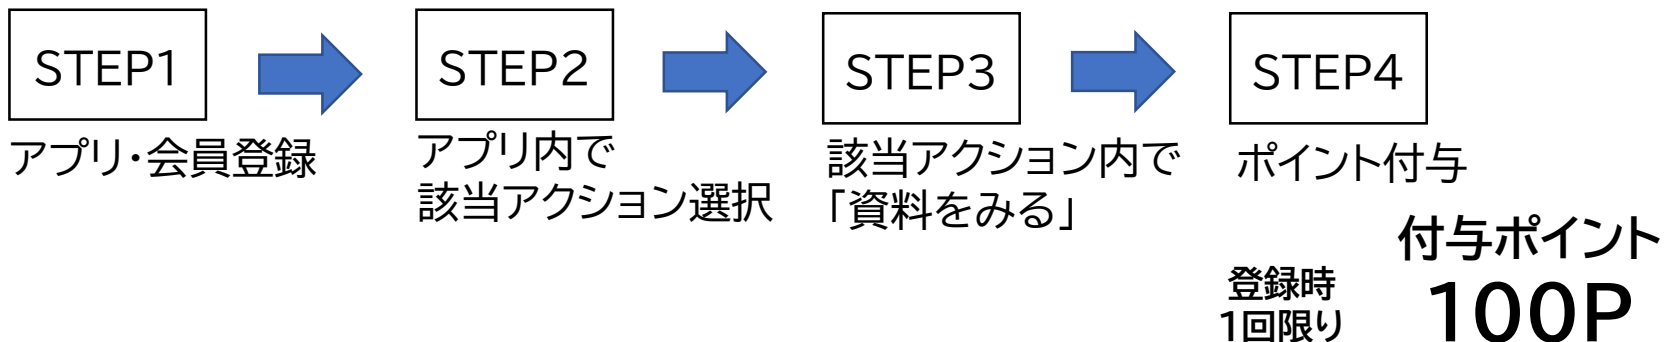 STEP1
アプリ・会員登録
STEP2
アプリ内で
該当アクション選択
STEP3
該当アクション内で
「資料をみる」
STEP4
ポイント付与
登録時
1回限り
付与ポイント
100P